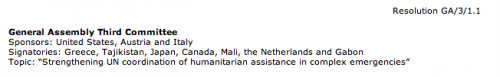 Resolution GA/3/1.1
General Assembly Third Committee
Sponsors: United States, Austria and Italy
Signatories: Greece, Tajikistan, Japan, Canada, Mali, the Netherlands and Gabon
Topic: “Strengthening UN coordination of humanitarian assistance in complex emergencies”